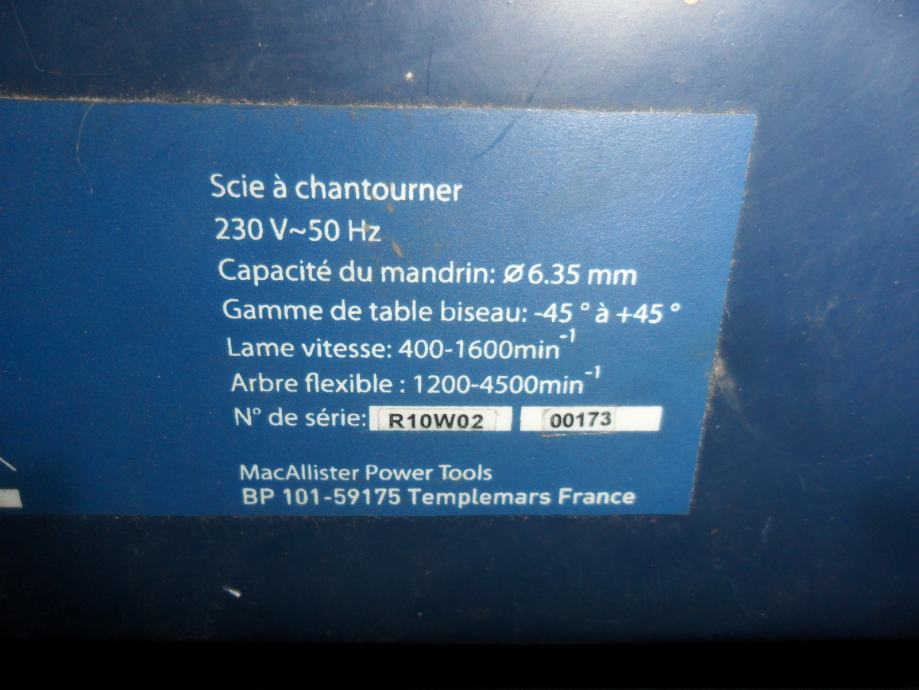 Scie à chantourner
230 V~50 Hz
Capacité du mandrin: Ø6.35 mm
Gamme de table biseau: -45 ° à +45 °
Lame vitesse: 400-1600min⁻¹
Arbre flexible : 1200-4500min⁻¹
N° de série: R10W02 00173
MacAllister Power Tools
BP 101-59175 Templemars France